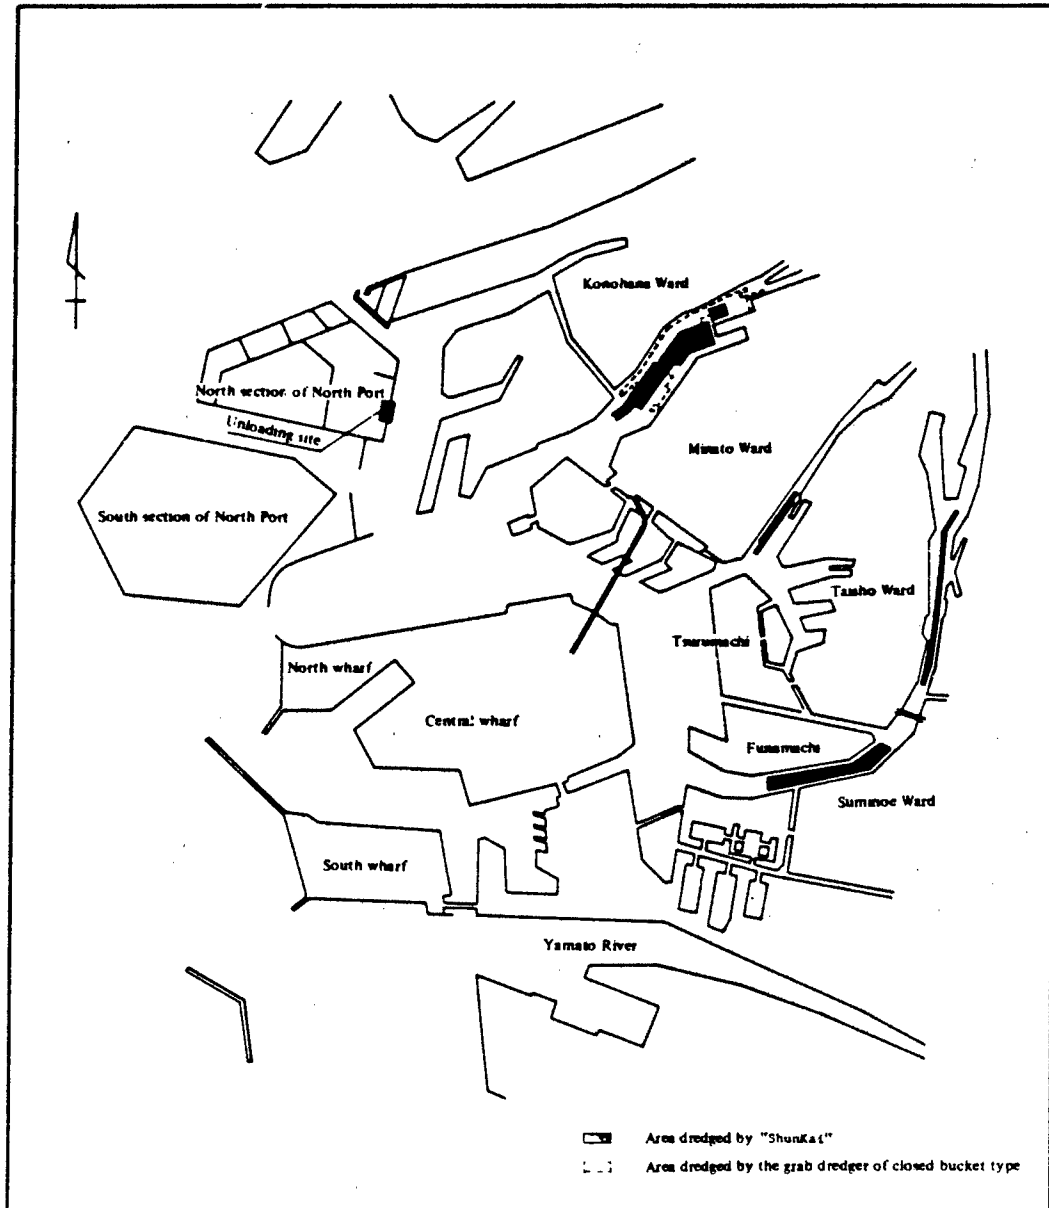 Konohana Ward
North section of North Port
Unloading site
Minato Ward
South section of North Port
Taisho Ward
Tsurumachi
North wharf
Central wharf
Funamachi
Suminoe Ward
South wharf
Yamato River
Area dredged by "ShunKai"
Area dredged by the grab dredger of closed bucket type